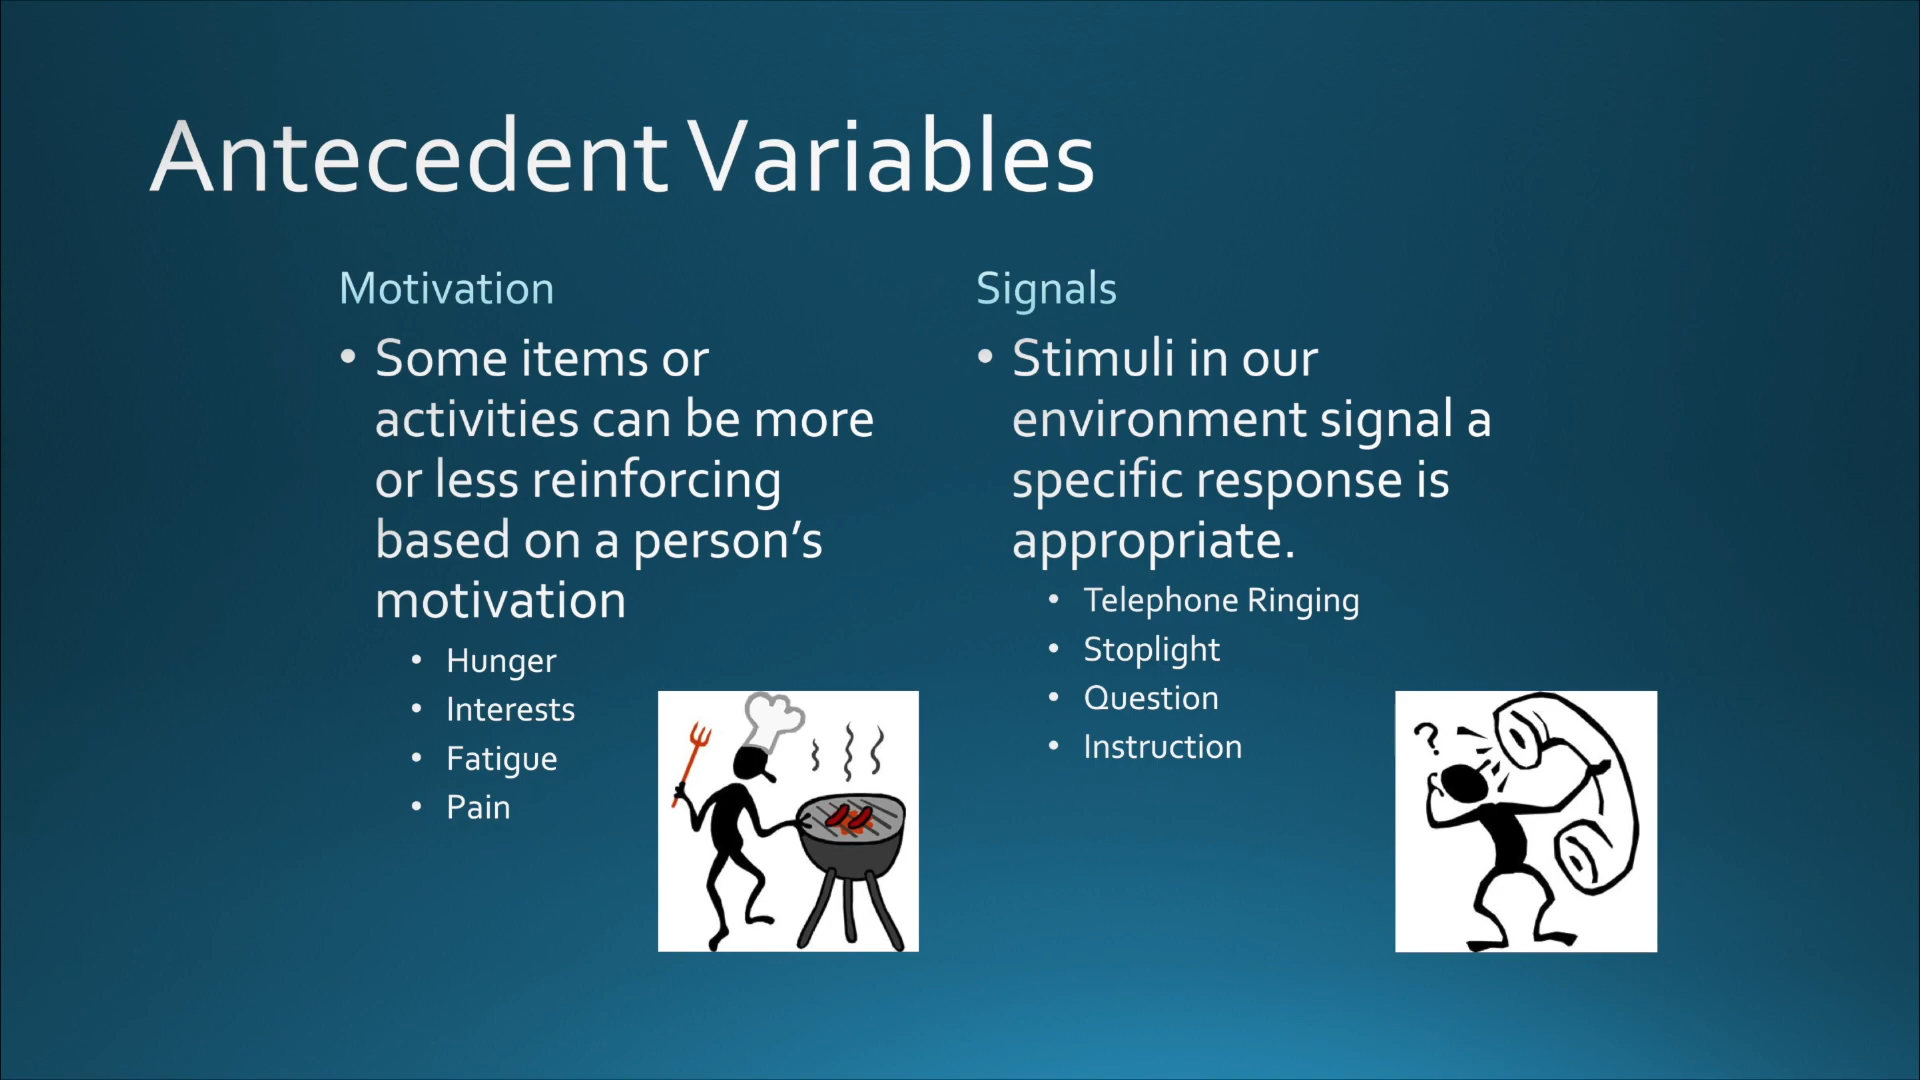 Antecedent Variables
Motivation
• Some items or
activities can be more
or less reinforcing
based on a person’s
motivation
• Hunger
• Interests
• Fatigue
• Pain
Signals
• Stimuli in our
environment signal a
specific response is
appropriate.
• Telephone Ringing
• Stoplight
• Question
• Instruction
?